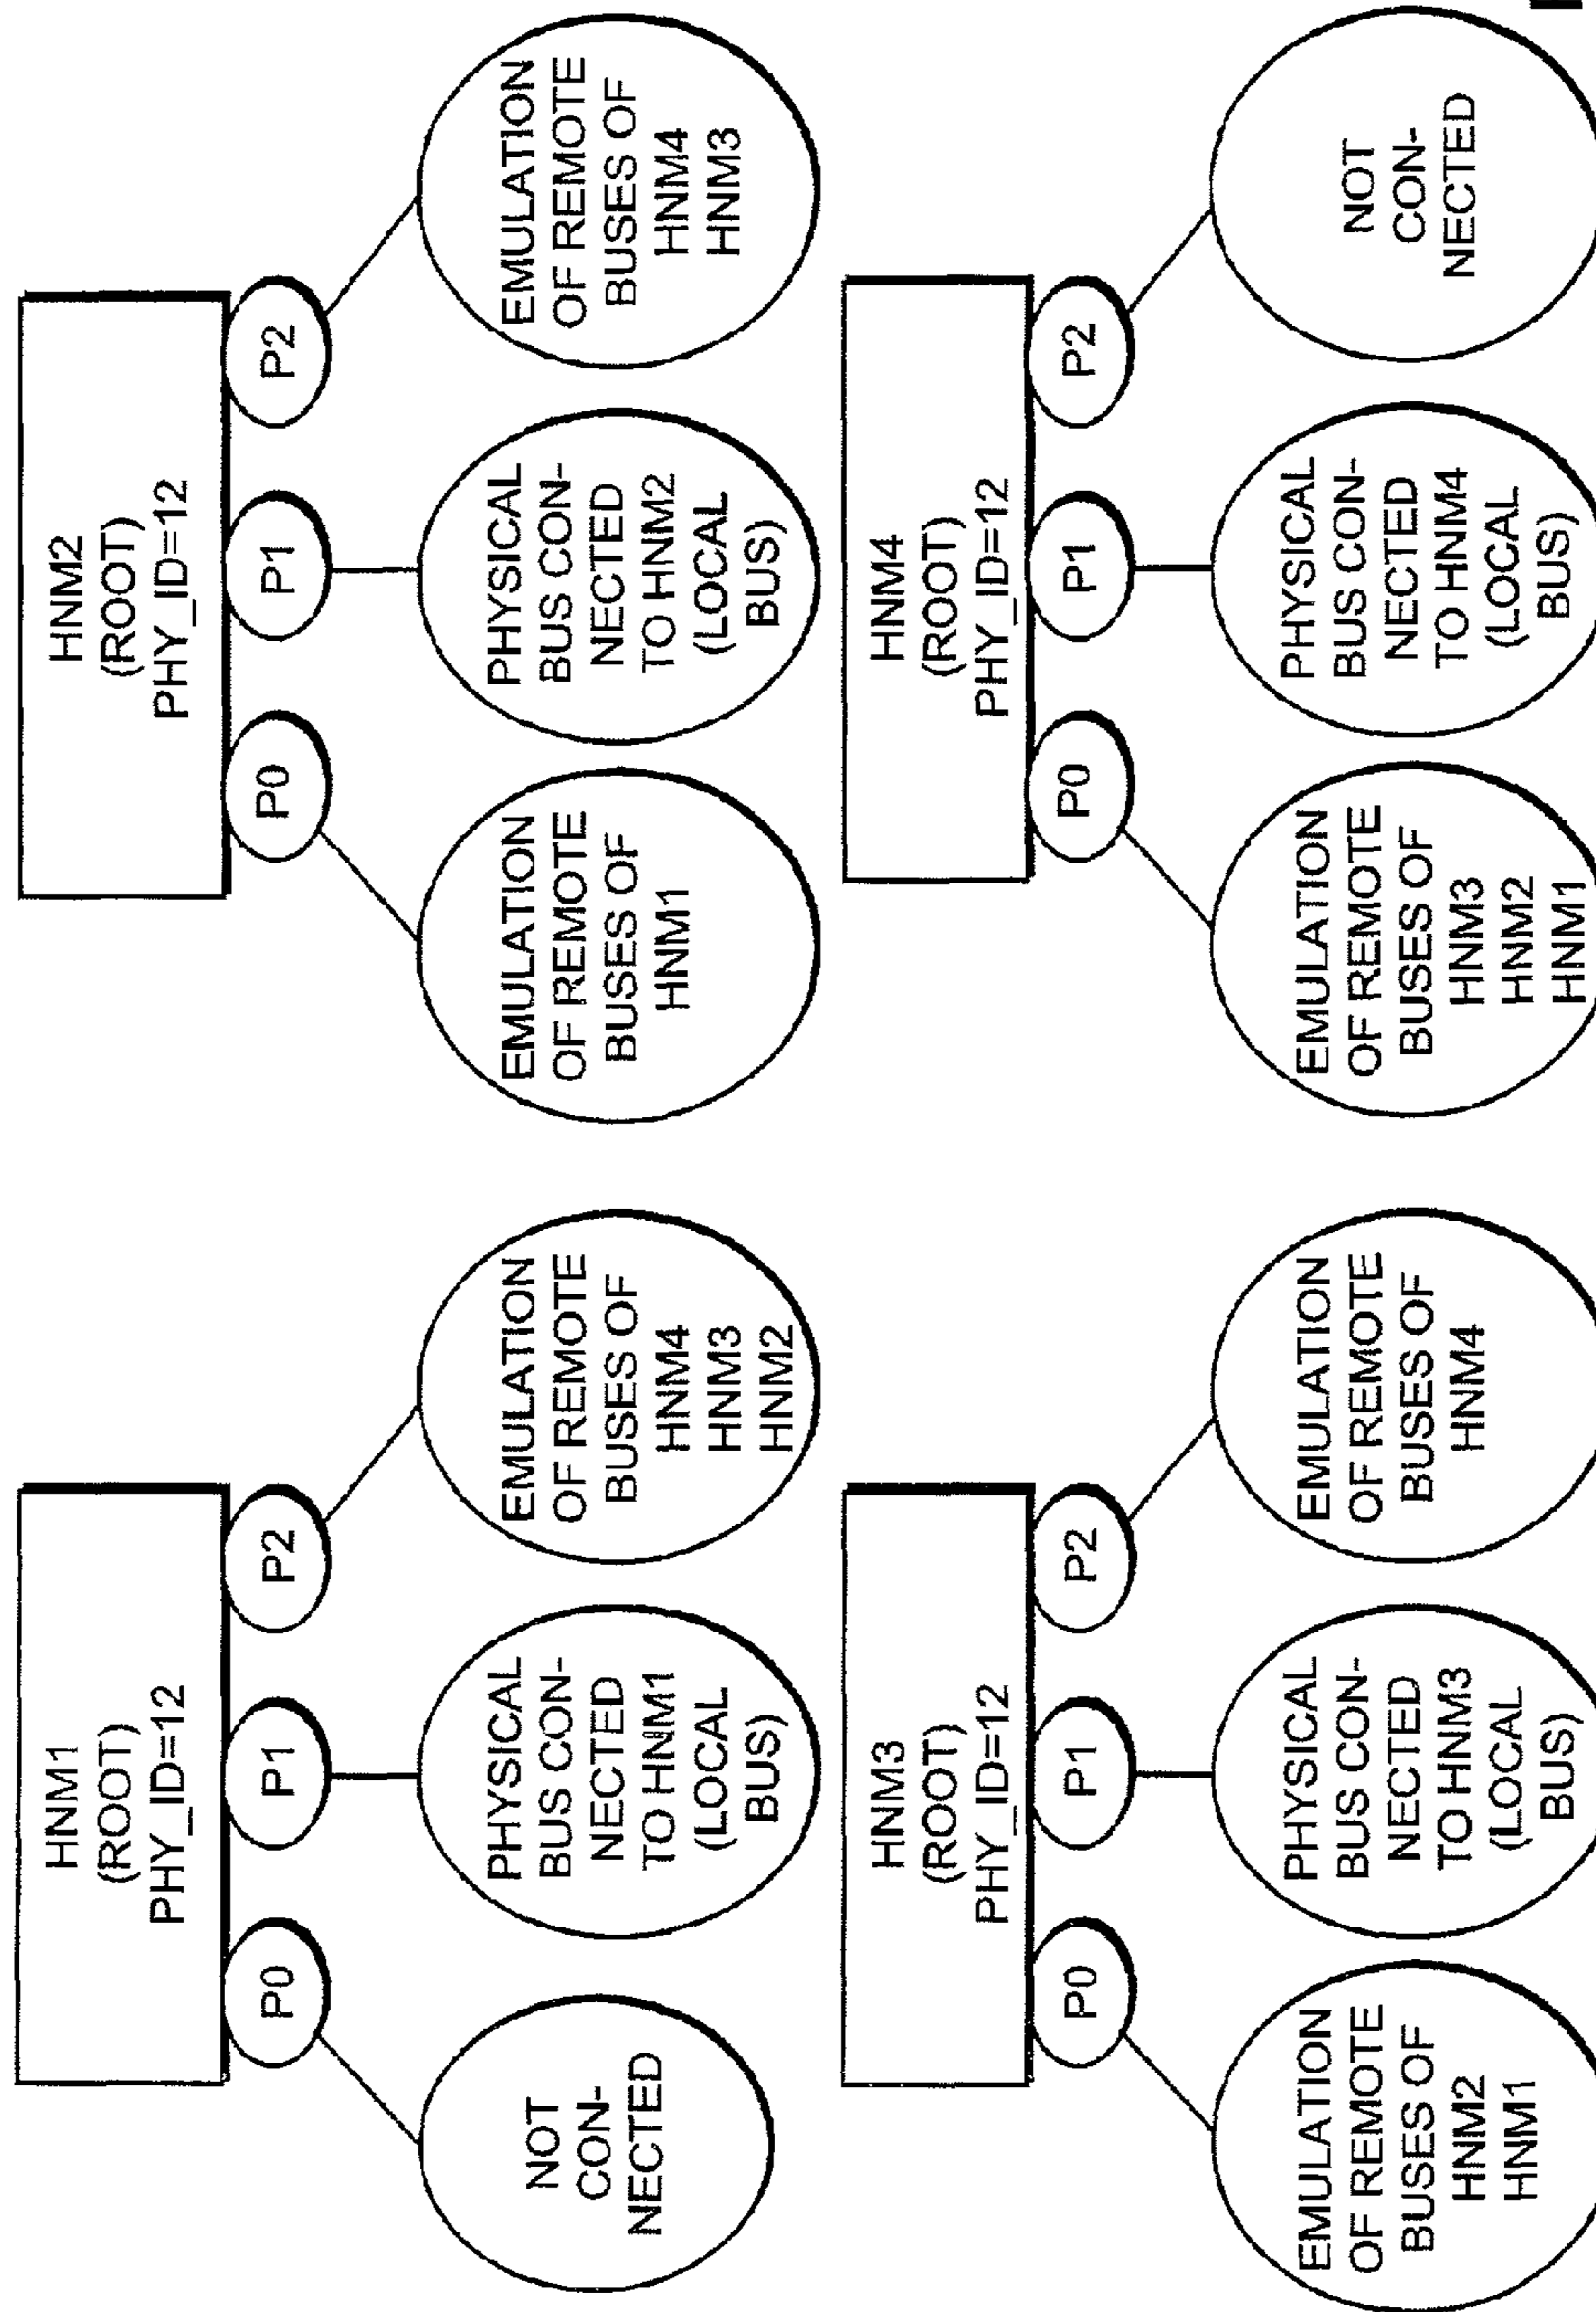 HNM1
(ROOT)
PHY_ID=12
P0
P1
P2
NOT
CON-
NECTED
PHYSICAL
BUS CON-
NECTED
TO HNM1
(LOCAL
BUS)
EMULATION
OF REMOTE
BUSES OF
HNM4
HNM3
HNM2
HNM2
(ROOT)
PHY_ID=12
P0
P1
P2
EMULATION
OF REMOTE
BUSES OF
HNM1
PHYSICAL
BUS CON-
NECTED
TO HNM2
(LOCAL
BUS)
EMULATION
OF REMOTE
BUSES OF
HNM4
HNM3
HNM3
(ROOT)
PHY_ID=12
P0
P1
P2
EMULATION
OF REMOTE
BUSES OF
HNM2
HNM1
PHYSICAL
BUS CON-
NECTED
TO HNM3
(LOCAL
BUS)
EMULATION
OF REMOTE
BUSES OF
HNM4
HNM4
(ROOT)
PHY_ID=12
P0
P1
P2
EMULATION
OF REMOTE
BUSES OF
HNM3
HNM2
HNM1
PHYSICAL
BUS CON-
NECTED
TO HNM4
(LOCAL
BUS)
NOT
CON-
NECTED